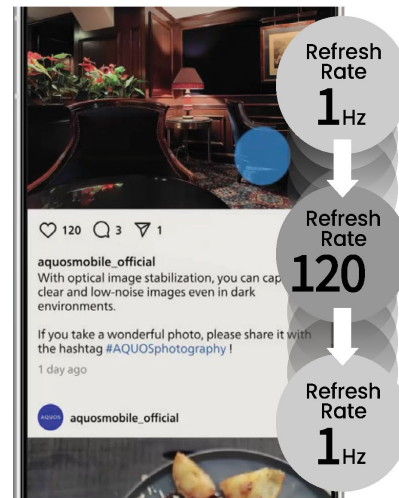 Refresh
Rate
1Hz
120 3 1
Refresh
Rate
120
aquosmobile_official
With optical image stabilization, you can cap
clear and low-noise images even in dark
environments.
If you take a wonderful photo, please share it with
the hashtag #AQUOSphotography !
1 day ago
Refresh
Rate
1Hz
AQUOS aquosmobile_official